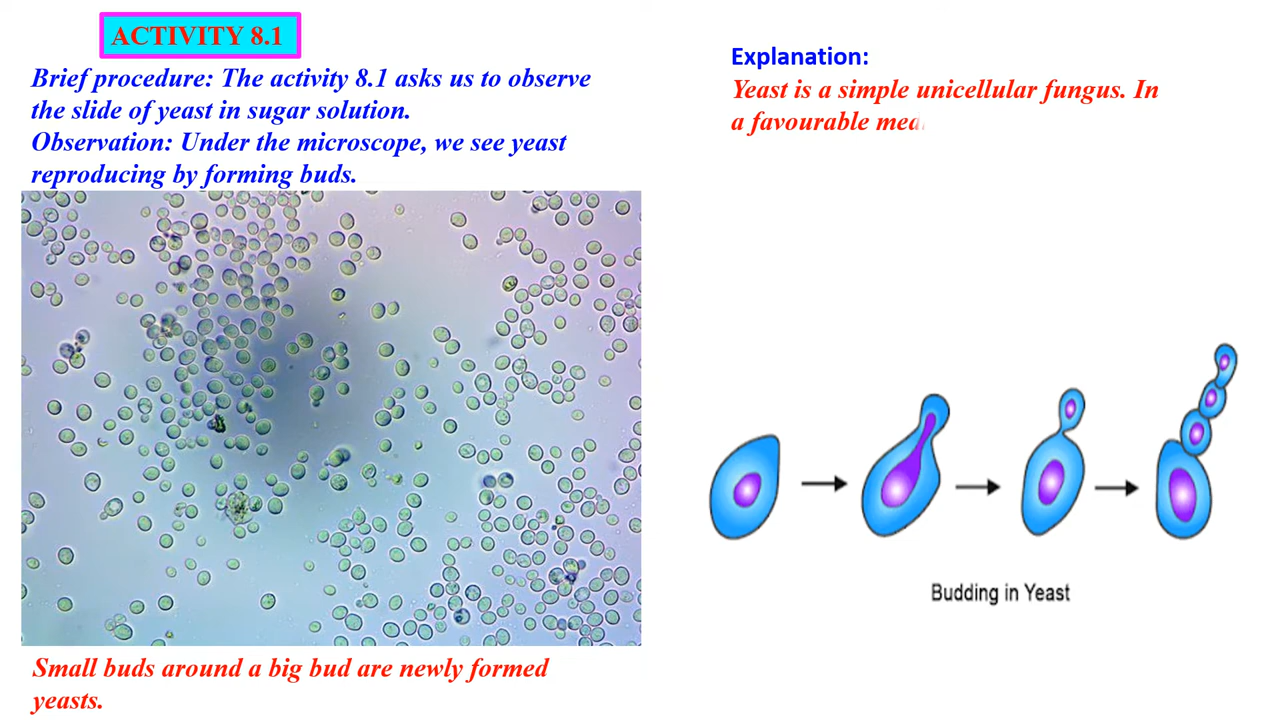 ACTIVITY 8.1
Brief procedure: The activity 8.1 asks us to observe
the slide of yeast in sugar solution.
Observation: Under the microscope, we see yeast
reproducing by forming buds.
Small buds around a big bud are newly formed
yeasts.
Explanation:
Yeast is a simple unicellular fungus. In
a favourable
Budding in Yeast